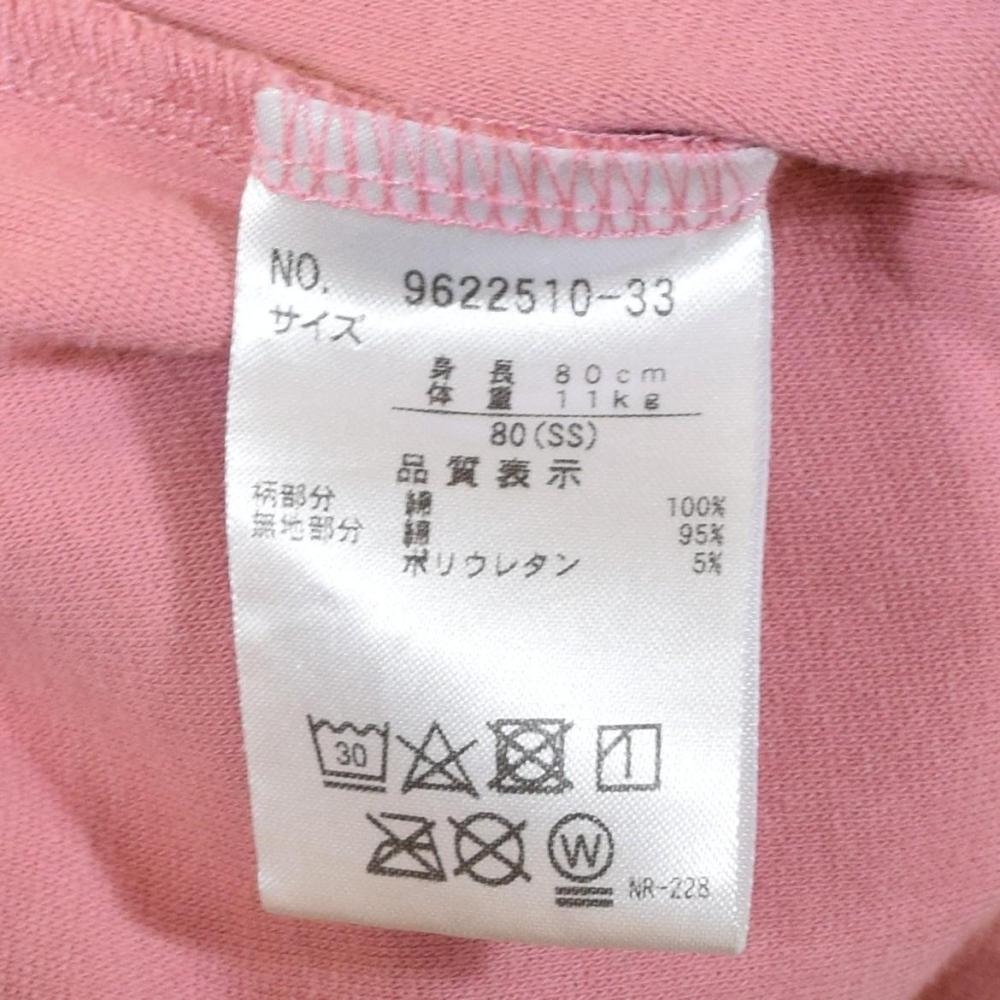 NO. 9622510-33
サイズ
身長 80cm
体重 11kg
80(SS)
品質表示
柄部分 綿 100%
無地部分 綿 95%
ポリウレタン 5%
30
W
NR-228